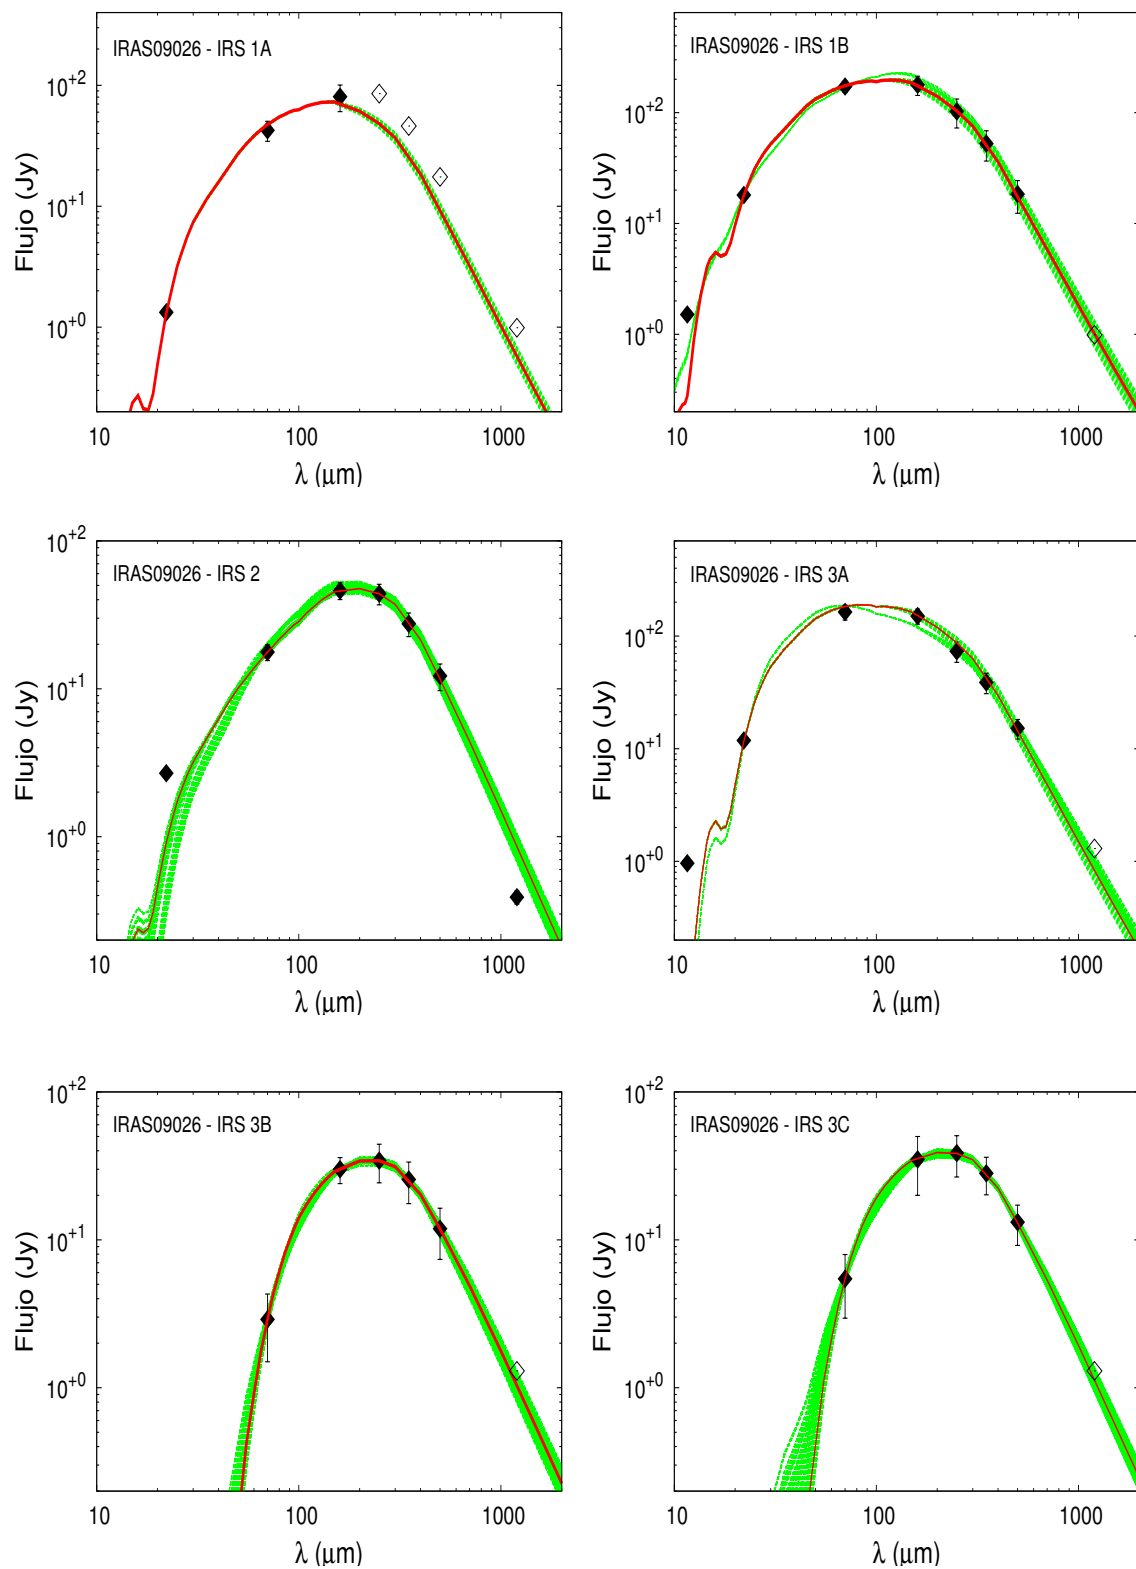 IRAS09026 - IRS 1A
Flujo (Jy)
10+2
10+1
10+0
10 100 1000
λ (μm)
IRAS09026 - IRS 1B
Flujo (Jy)
10+2
10+1
10+0
10 100 1000
λ (μm)
IRAS09026 - IRS 2
Flujo (Jy)
10+2
10+1
10+0
10 100 1000
λ (μm)
IRAS09026 - IRS 3A
Flujo (Jy)
10+2
10+1
10+0
10 100 1000
λ (μm)
IRAS09026 - IRS 3B
Flujo (Jy)
10+2
10+1
10+0
10 100 1000
λ (μm)
IRAS09026 - IRS 3C
Flujo (Jy)
10+2
10+1
10+0
10 100 1000
λ (μm)